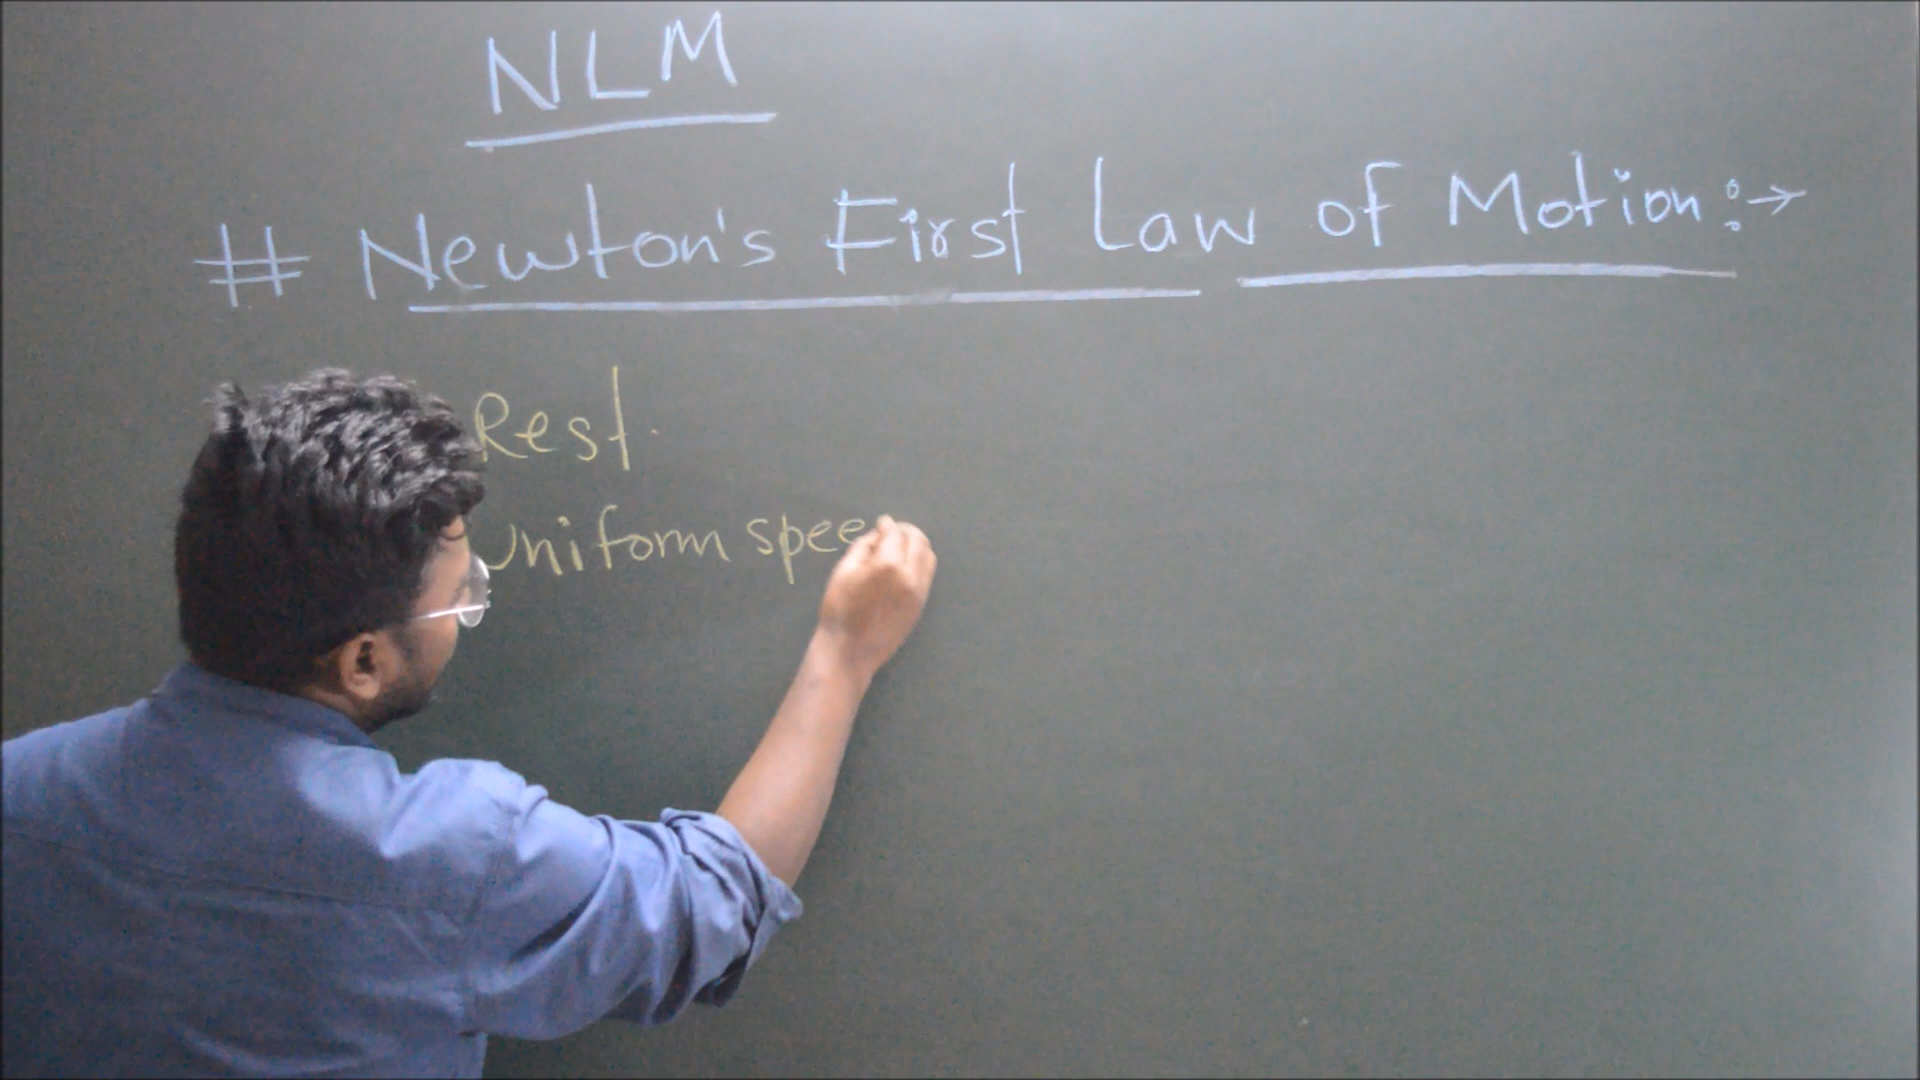 NLM
# Newton's First Law of Motion :→
Rest.
Uniform spee